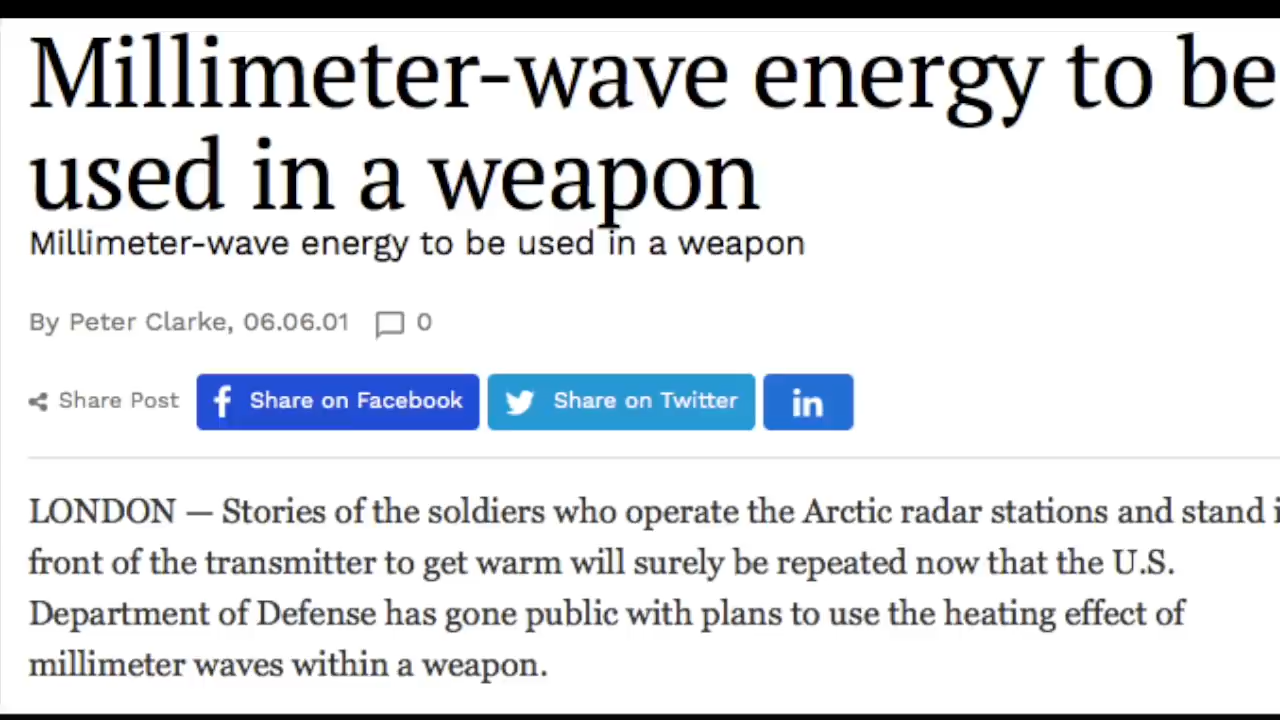 Millimeter-wave energy to be
used in a weapon
Millimeter-wave energy to be used in a weapon
By Peter Clarke, 06.06.01 0
Share Post Share on Facebook Share on Twitter in
LONDON — Stories of the soldiers who operate the Arctic radar stations and stand
front of the transmitter to get warm will surely be repeated now that the U.S.
Department of Defense has gone public with plans to use the heating effect of
millimeter waves within a weapon.